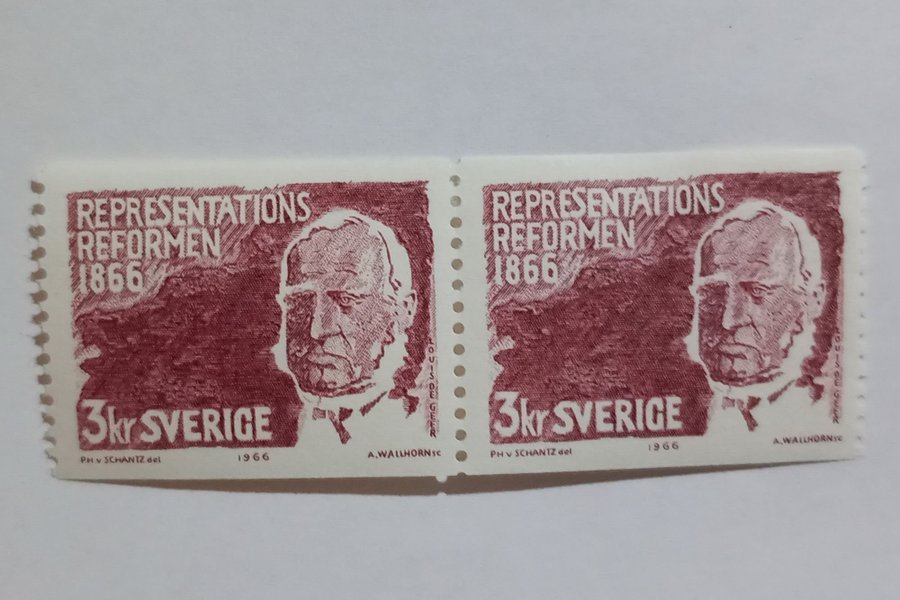 REPRESENTATIONS
REFORMEN
1866
LOUIS DE GEER
3kr SVERIGE
PH v SCHANTZ del 1966 A.WALLHORN sc
REPRESENTATIONS
REFORMEN
1866
LOUIS DE GEER
3kr SVERIGE
PH v SCHANTZ del 1966 A.WALLHORN sc